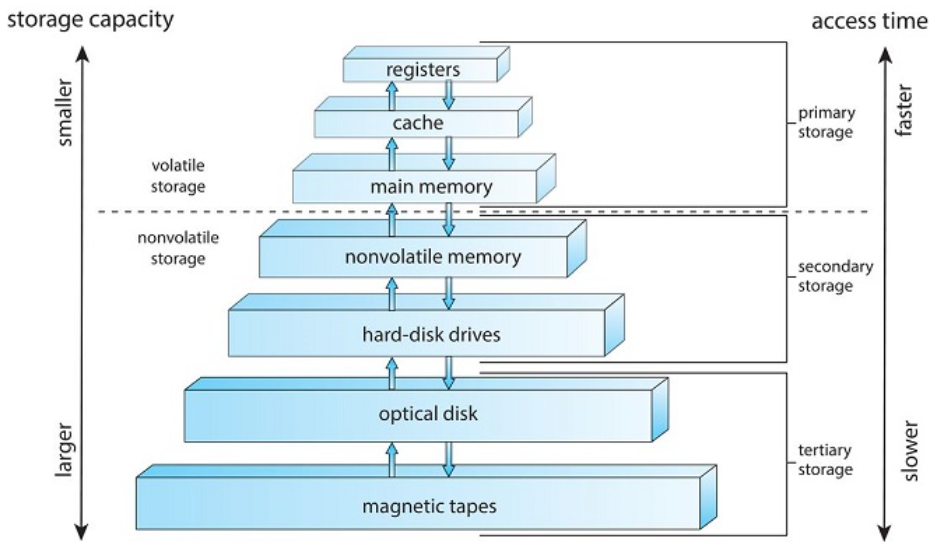 storage capacity
access time
smaller
larger
registers
cache
main memory
volatile
storage
nonvolatile
storage
nonvolatile memory
hard-disk drives
optical disk
magnetic tapes
primary
storage
secondary
storage
tertiary
storage
faster
slower